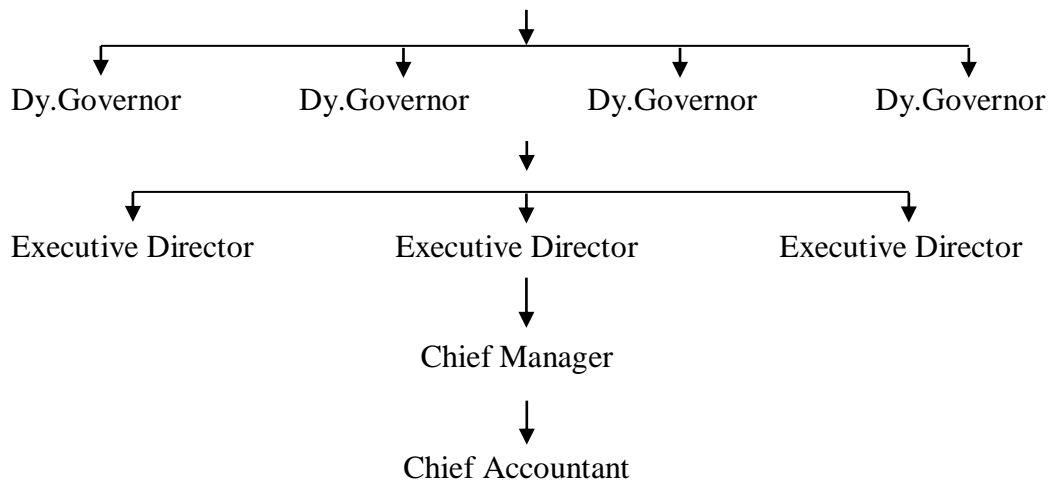 Dy.Governor Dy.Governor Dy.Governor Dy.Governor
Executive Director Executive Director Executive Director
Chief Manager
Chief Accountant